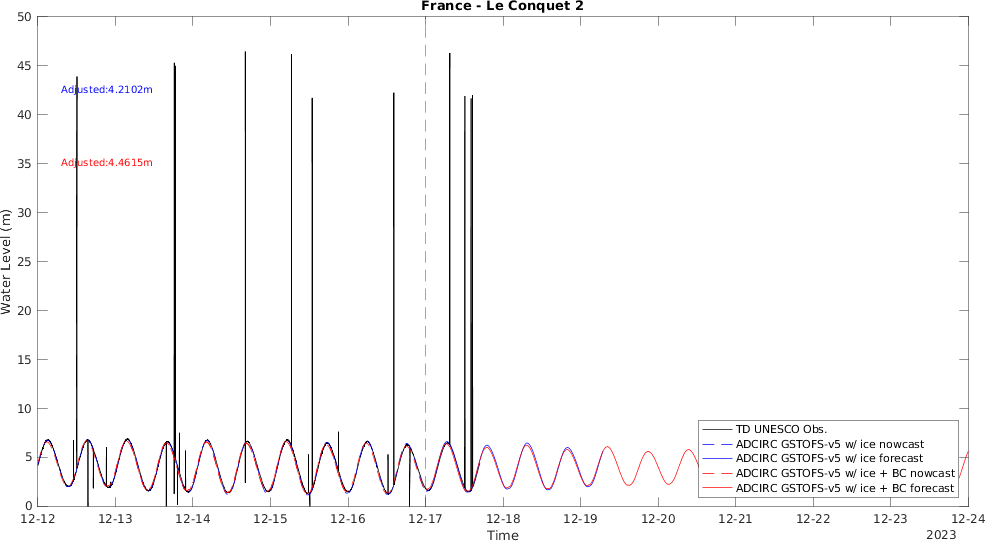 France - Le Conquet 2
50
45
40
35
30
25
20
15
10
5
0
Water Level (m)
Adjusted:4.2102m
Adjusted:4.4615m
TD UNESCO Obs.
ADCIRC GSTOFS-v5 w/ ice nowcast
ADCIRC GSTOFS-v5 w/ ice forecast
ADCIRC GSTOFS-v5 w/ ice + BC nowcast
ADCIRC GSTOFS-v5 w/ ice + BC forecast
12-12 12-13 12-14 12-15 12-16 12-17 12-18 12-19 12-20 12-21 12-22 12-23 12-24
Time
2023